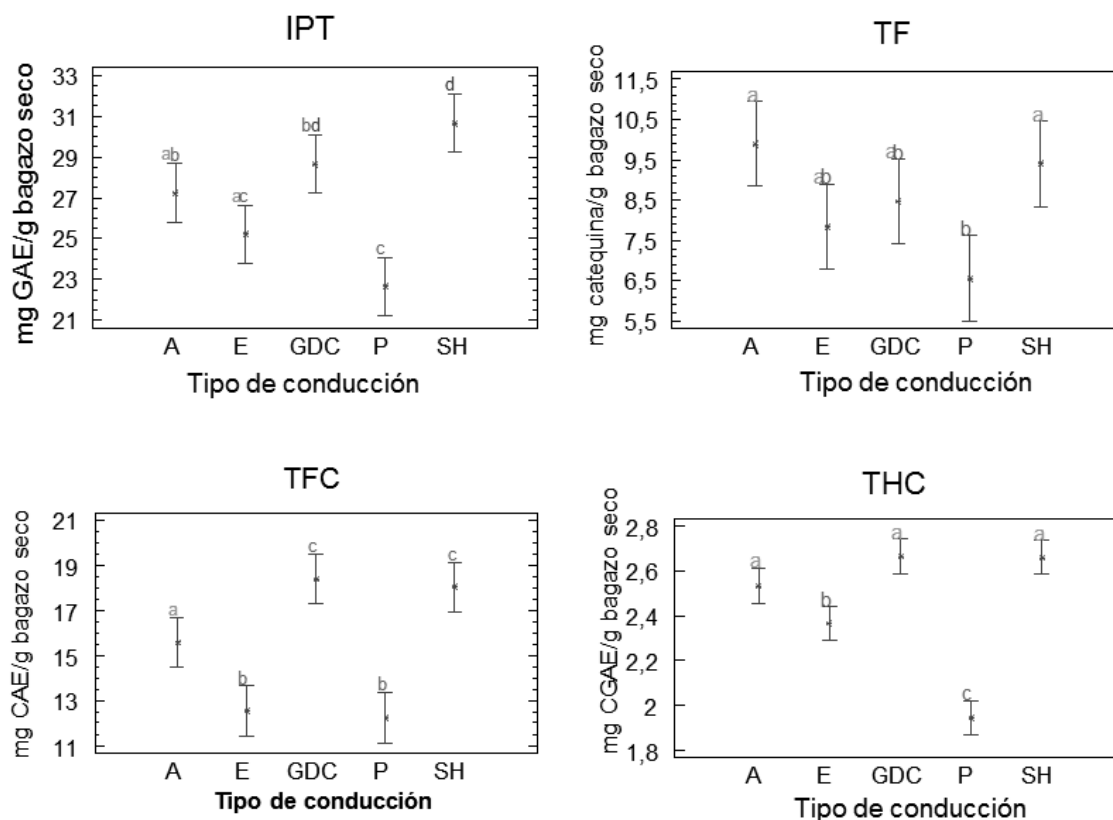 IPT
mg GAE/g bagazo seco
33
31
29
27
25
23
21
ab
ac
bd
c
d
A E GDC P SH
Tipo de conducción
TF
mg catequina/g bagazo seco
11,5
10,5
9,5
8,5
7,5
6,5
5,5
a
ab
ab
b
a
A E GDC P SH
Tipo de conducción
TFC
mg CAE/g bagazo seco
21
19
17
15
13
11
a
b
c
b
c
A E GDC P SH
Tipo de conducción
THC
mg CGAE/g bagazo seco
2,8
2,6
2,4
2,2
2
1,8
a
b
a
c
a
A E GDC P SH
Tipo de conducción